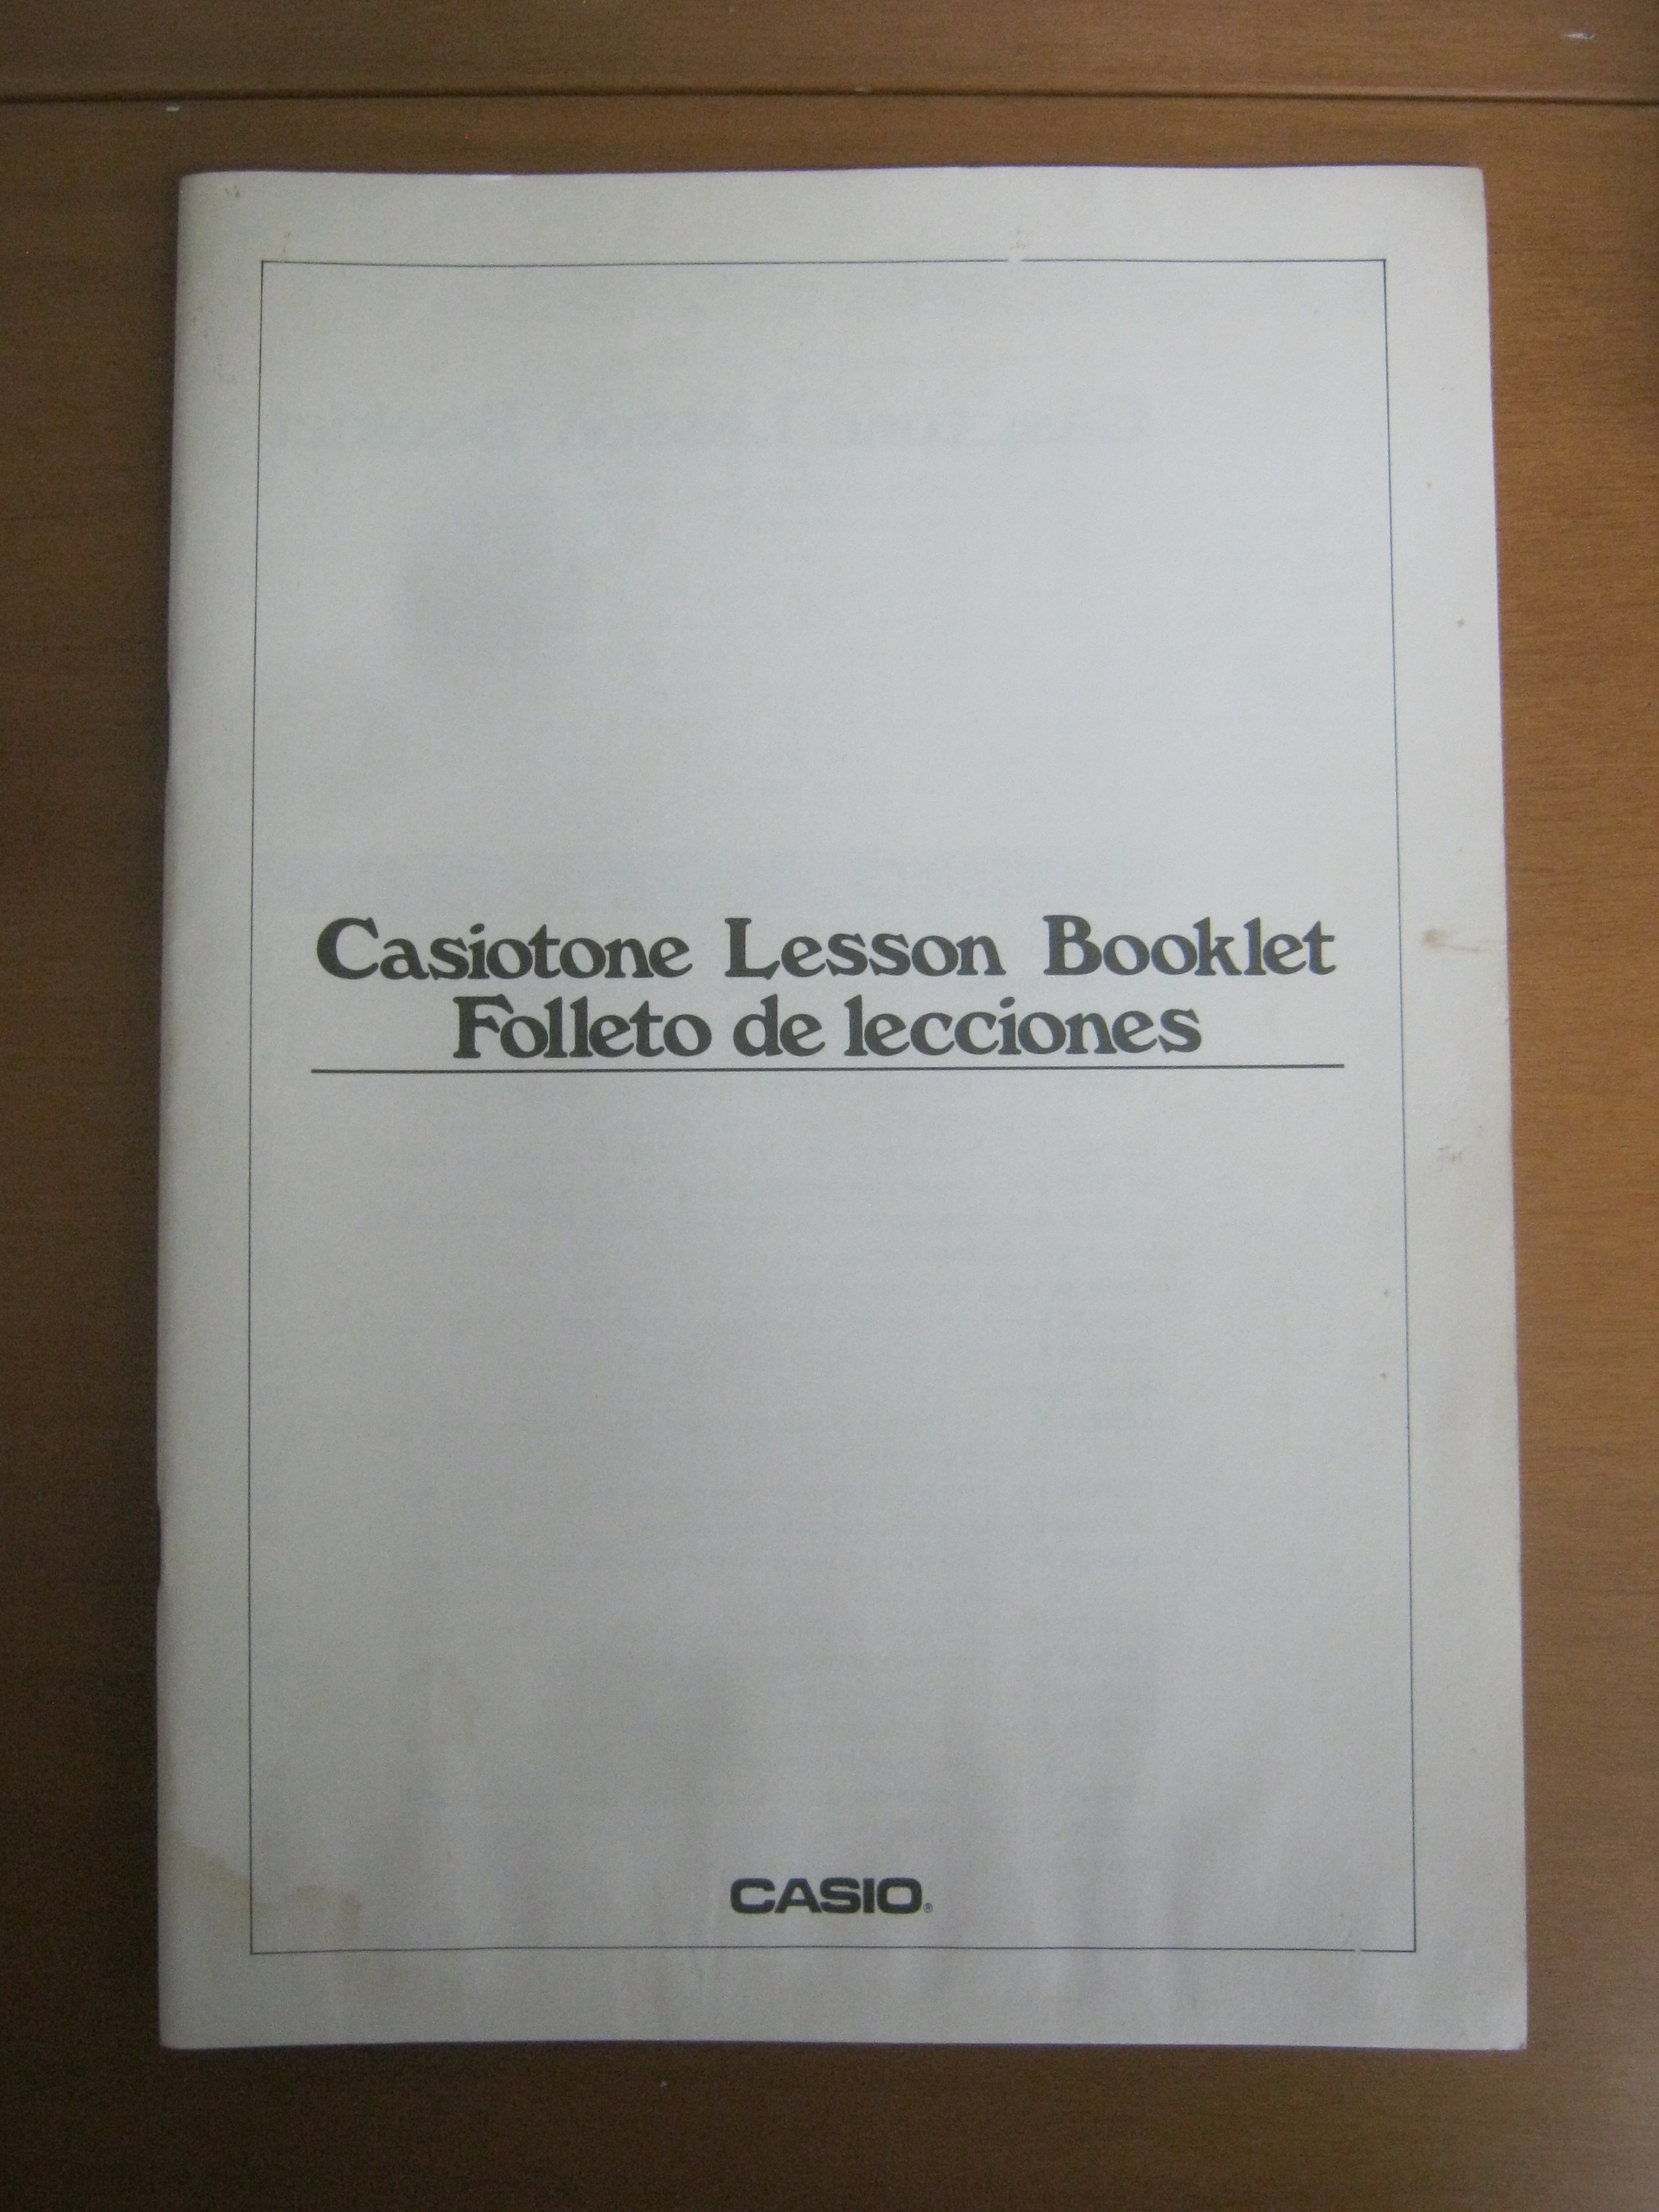 Casiotone Lesson Booklet
Folleto de lecciones
CASIO®